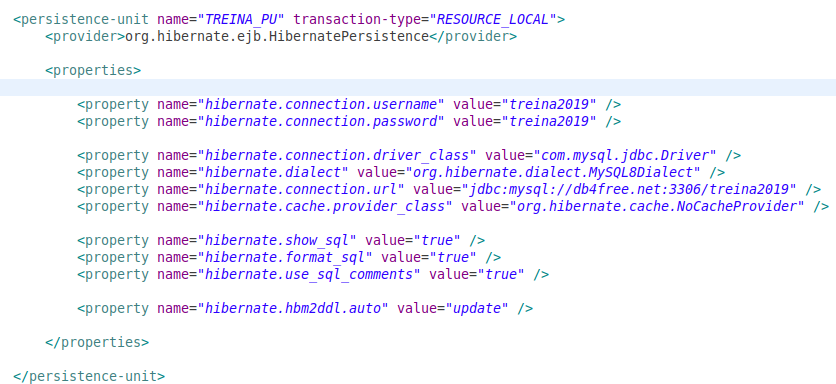 <persistence-unit name="TREINA_PU" transaction-type="RESOURCE_LOCAL">
<provider>org.hibernate.ejb.HibernatePersistence</provider>
<properties>
<property name="hibernate.connection.username" value="treina2019" />
<property name="hibernate.connection.password" value="treina2019" />
<property name="hibernate.connection.driver_class" value="com.mysql.jdbc.Driver" />
<property name="hibernate.dialect" value="org.hibernate.dialect.MySQL8Dialect" />
<property name="hibernate.connection.url" value="jdbc:mysql://db4free.net:3306/treina2019" />
<property name="hibernate.cache.provider_class" value="org.hibernate.cache.NoCacheProvider" />
<property name="hibernate.show_sql" value="true" />
<property name="hibernate.format_sql" value="true" />
<property name="hibernate.use_sql_comments" value="true" />
<property name="hibernate.hbm2ddl.auto" value="update" />
</properties>
</persistence-unit>